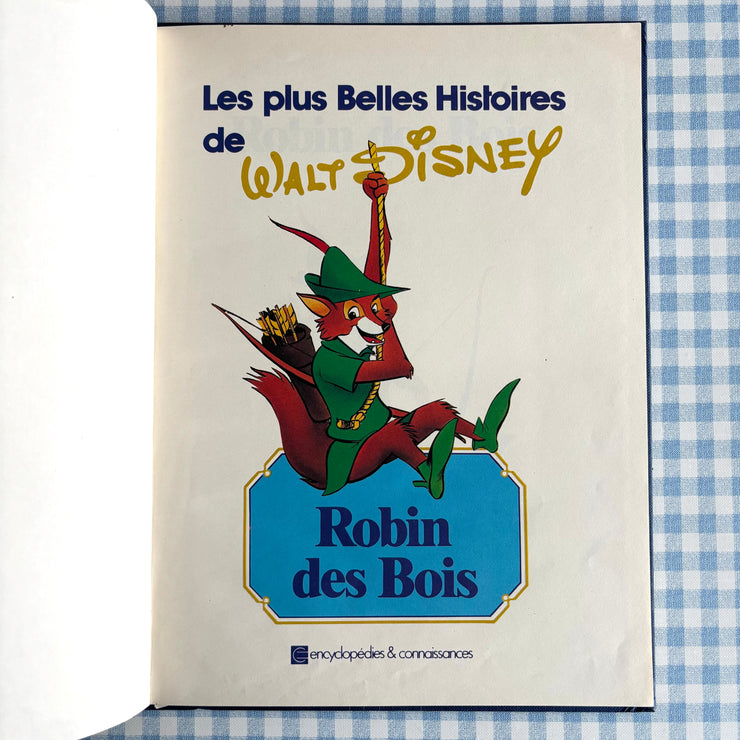 Les plus Belles Histoires
de WALT DISNEY
Robin
des Bois
encyclopédies & connaissances